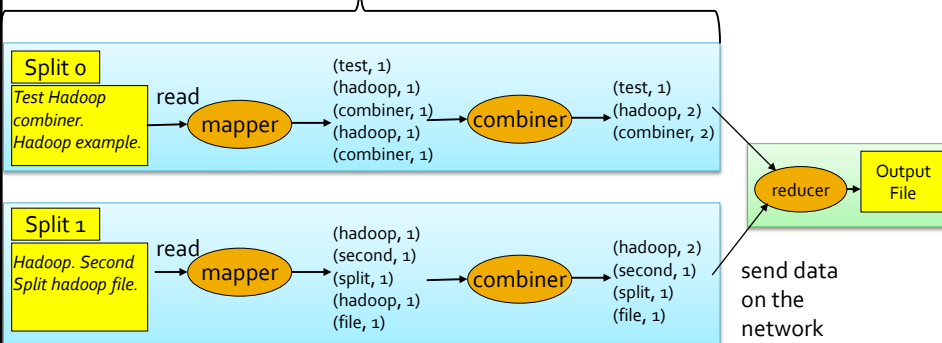 Split 0
Test Hadoop
combiner.
Hadoop example.
read
mapper
(test, 1)
(hadoop, 1)
(combiner, 1)
(hadoop, 1)
(combiner, 1)
combiner
(test, 1)
(hadoop, 2)
(combiner, 2)
reducer
Output
File
Split 1
Hadoop. Second
Split hadoop file.
read
mapper
(hadoop, 1)
(second, 1)
(split, 1)
(hadoop, 1)
(file, 1)
combiner
(hadoop, 2)
(second, 1)
(split, 1)
(file, 1)
send data
on the
network